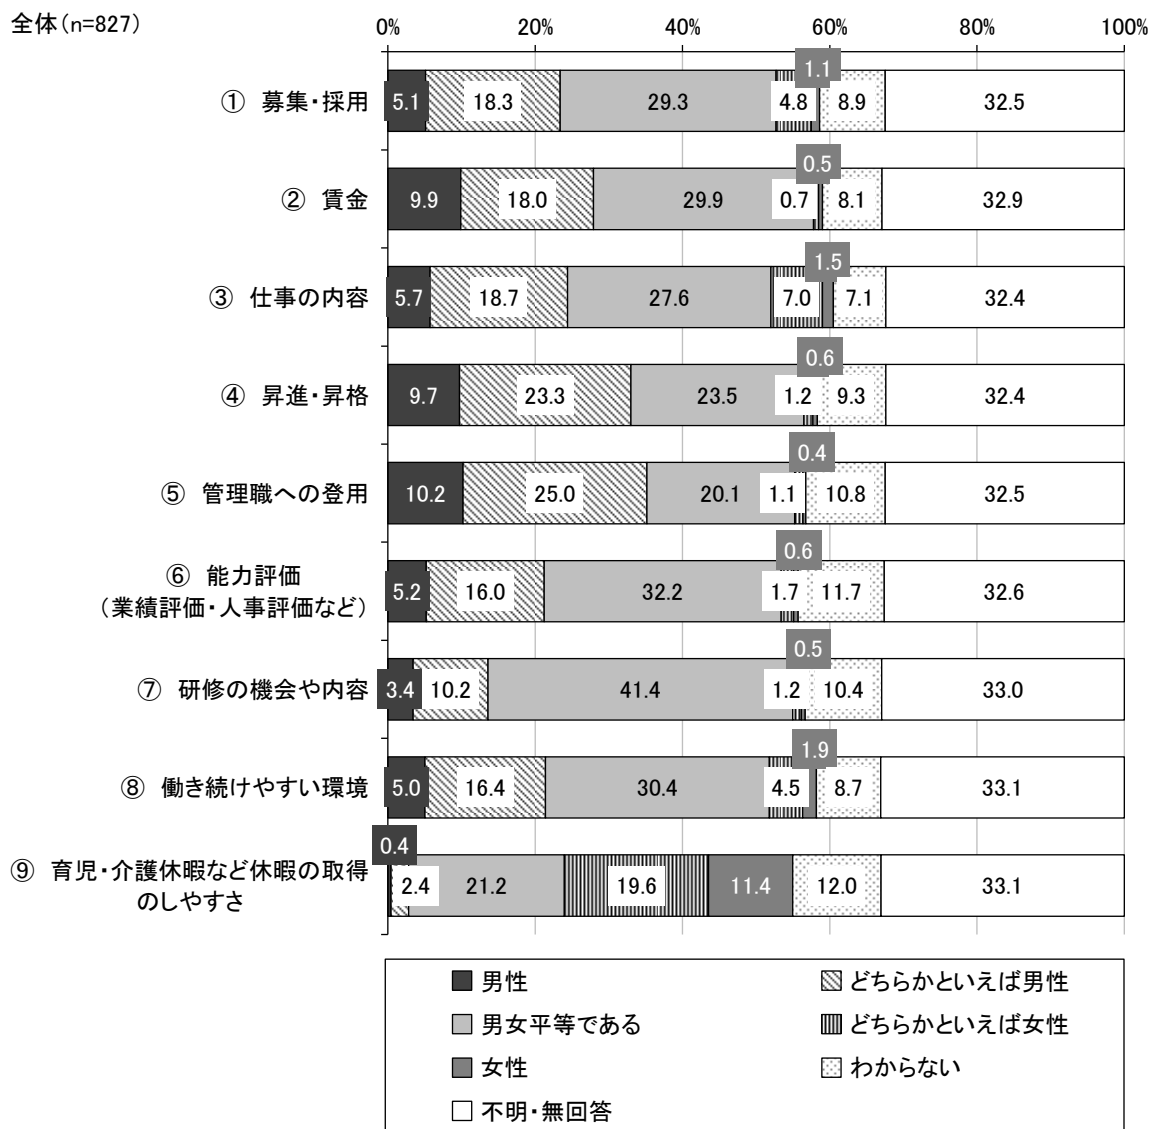 全体(n=827)
0% 20% 40% 60% 80% 100%
① 募集・採用 5.1 18.3 29.3 4.8 1.1 8.9 32.5
② 賃金 9.9 18.0 29.9 0.7 0.5 8.1 32.9
③ 仕事の内容 5.7 18.7 27.6 7.0 1.5 7.1 32.4
④ 昇進・昇格 9.7 23.3 23.5 1.2 0.6 9.3 32.4
⑤ 管理職への登用 10.2 25.0 20.1 1.1 0.4 10.8 32.5
⑥ 能力評価
(業績評価・人事評価など) 5.2 16.0 32.2 1.7 0.6 11.7 32.6
⑦ 研修の機会や内容 3.4 10.2 41.4 1.2 0.5 10.4 33.0
⑧ 働き続けやすい環境 5.0 16.4 30.4 4.5 1.9 8.7 33.1
⑨ 育児・介護休暇など休暇の取得
のしやすさ 0.4 2.4 21.2 19.6 11.4 12.0 33.1
男性 どちらかといえば男性
男女平等である どちらかといえば女性
女性 わからない
不明・無回答